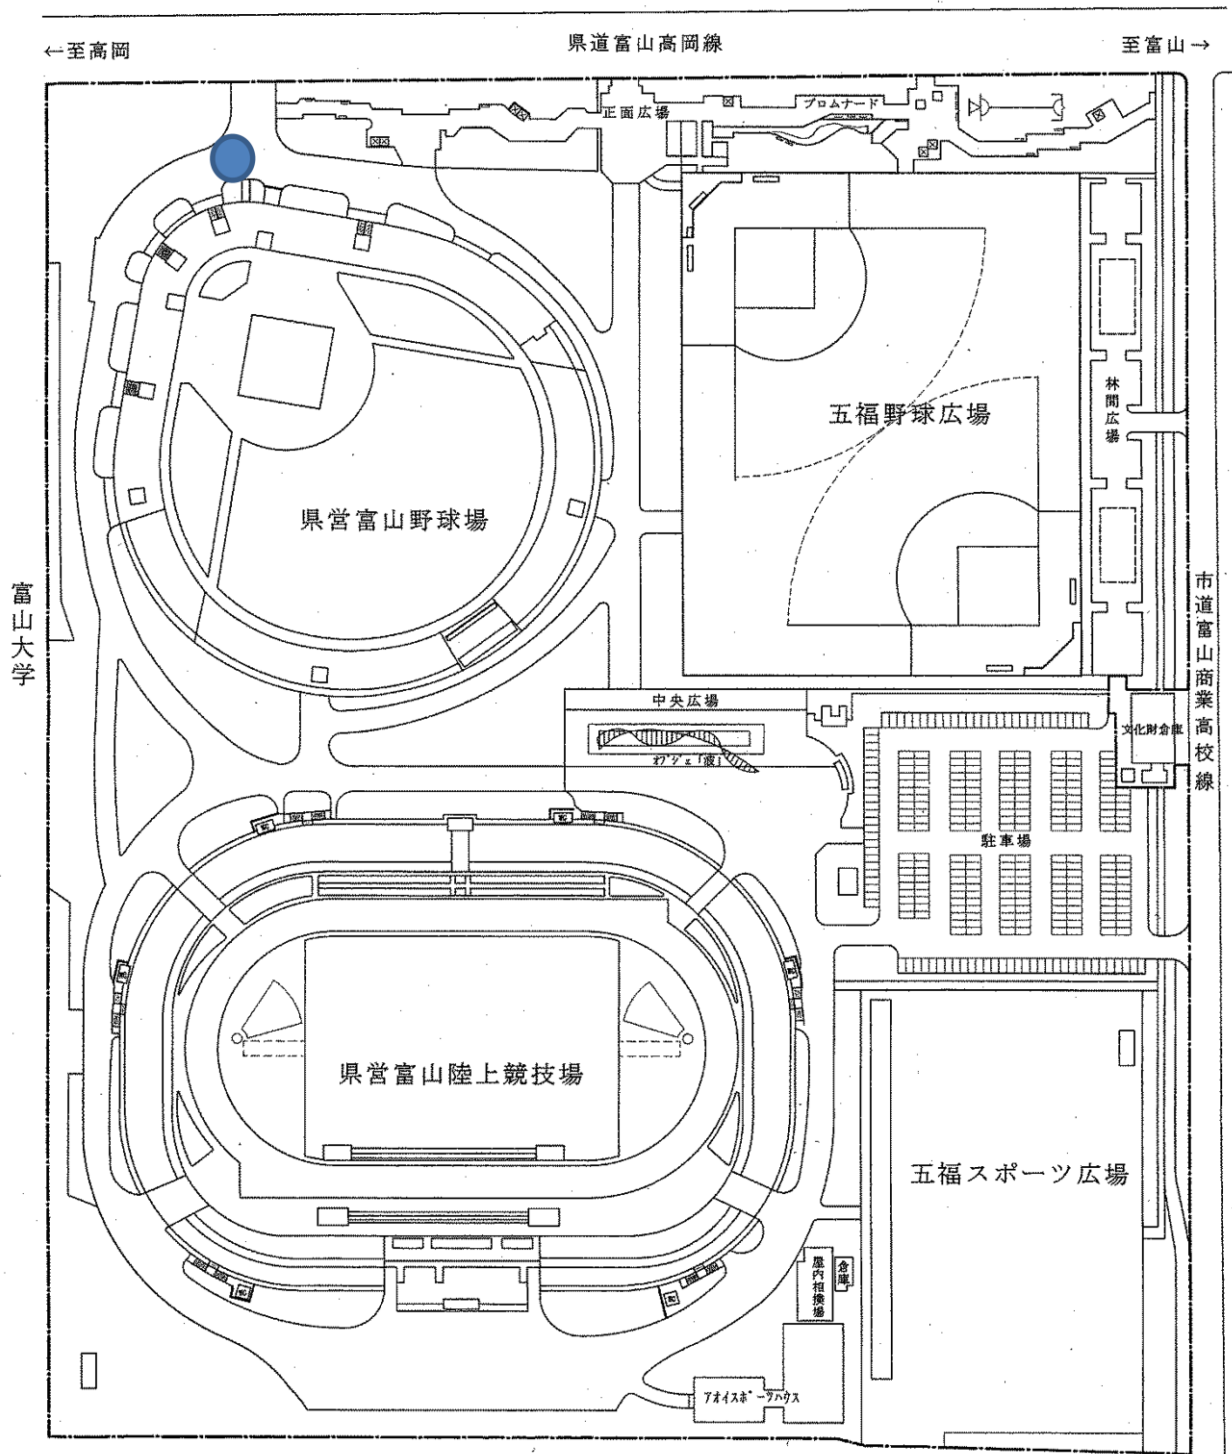 ←至高岡
県道富山高岡線
至富山→
正面広場
プロムナード
五福野球広場
林間広場
県営富山野球場
富山大学
市道富山商業高校線
中央広場
オブジェ「波」
文化財倉庫
駐車場
県営富山陸上競技場
五福スポーツ広場
屋内相撲場
倉庫
アオイスポーツハウス